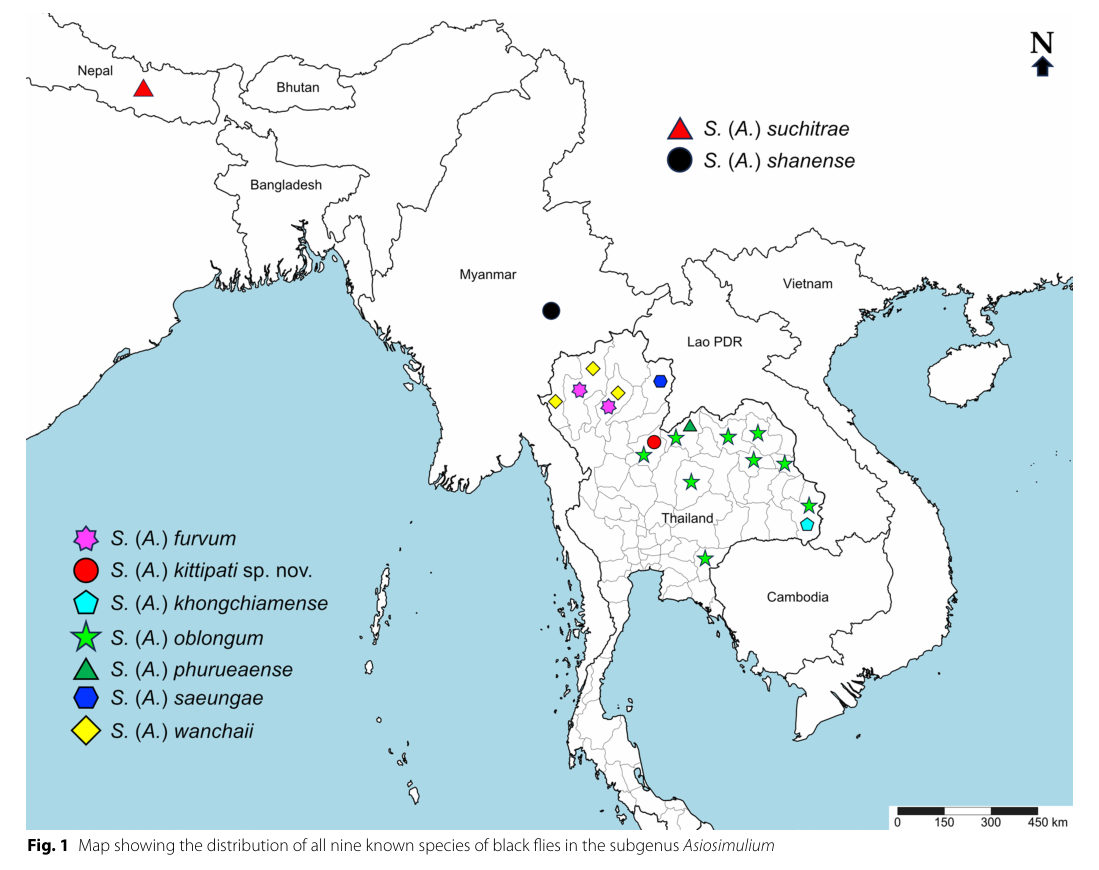 N
Nepal
Bhutan
S. (A.) suchitrae
S. (A.) shanense
Bangladesh
Myanmar
Vietnam
Lao PDR
Thailand
Cambodia
S. (A.) furvum
S. (A.) kittipati sp. nov.
S. (A.) khongchiamense
S. (A.) oblongum
S. (A.) phurueaense
S. (A.) saeungae
S. (A.) wanchaii
0 150 300 450 km
Fig. 1 Map showing the distribution of all nine known species of black flies in the subgenus Asiosimulium